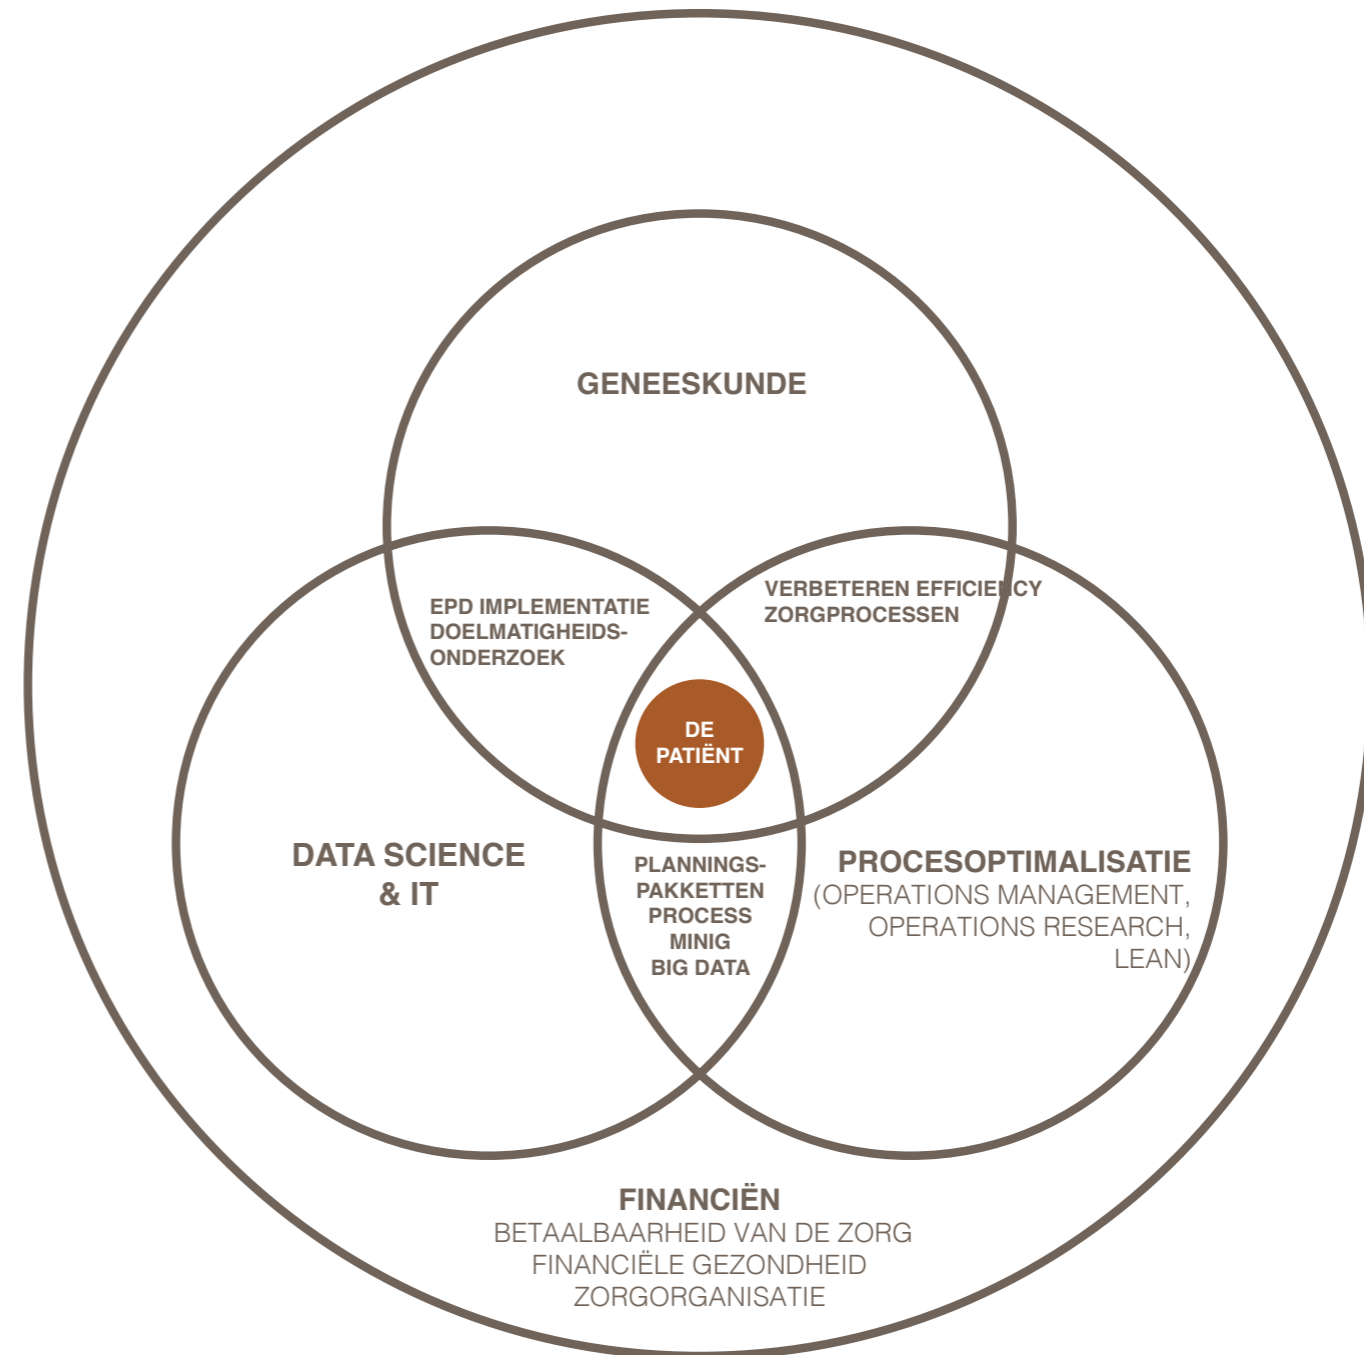 GENEESKUNDE
EPD IMPLEMENTATIE
DOELMATIGHEIDS-
ONDERZOEK
VERBETEREN EFFICIENCY
ZORGPROCESSEN
DE
PATIËNT
DATA SCIENCE
& IT
PLANNINGS-
PAKKETTEN
PROCESS
MINIG
BIG DATA
PROCESOPTIMALISATIE
(OPERATIONS MANAGEMENT,
OPERATIONS RESEARCH,
LEAN)
FINANCIËN
BETAALBAARHEID VAN DE ZORG
FINANCIËLE GEZONDHEID
ZORGORGANISATIE